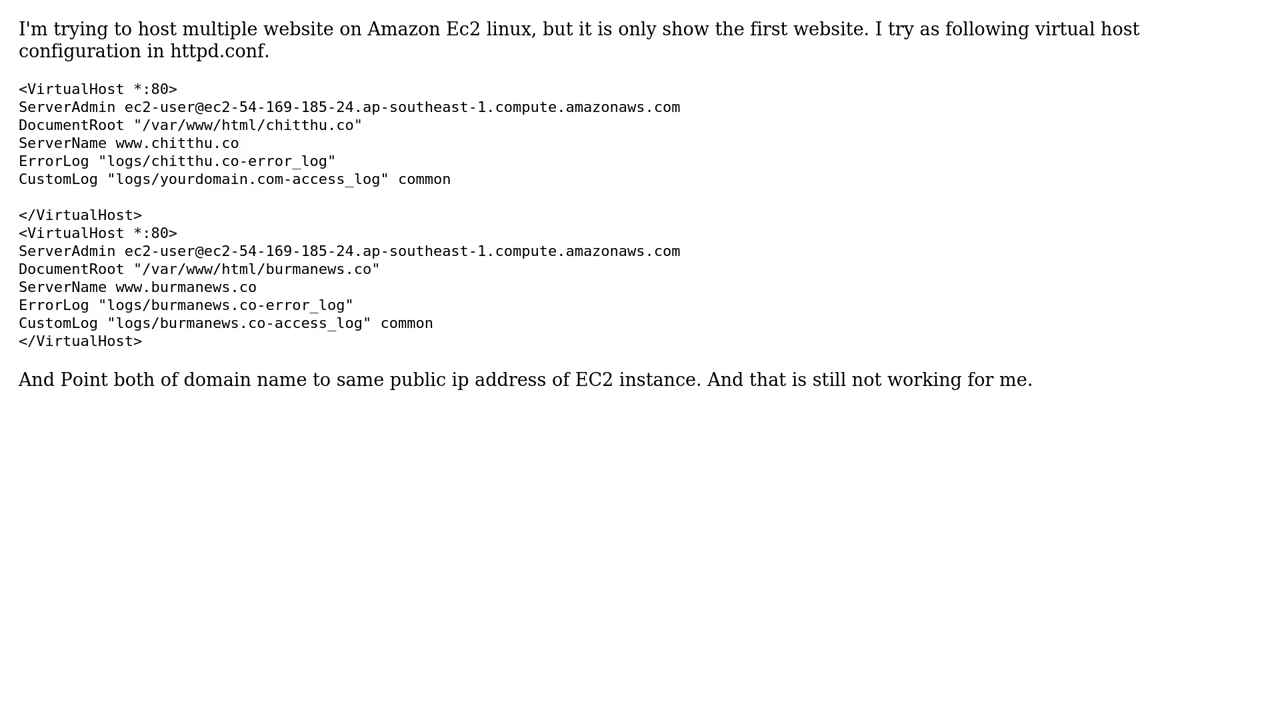 I'm trying to host multiple website on Amazon Ec2 linux, but it is only show the first website. I try as following virtual host
configuration in httpd.conf.
<VirtualHost *:80>
ServerAdmin ec2-user@ec2-54-169-185-24.ap-southeast-1.compute.amazonaws.com
DocumentRoot "/var/www/html/chitthu.co"
ServerName www.chitthu.co
ErrorLog "logs/chitthu.co-error_log"
CustomLog "logs/yourdomain.com-access_log" common
</VirtualHost>
<VirtualHost *:80>
ServerAdmin ec2-user@ec2-54-169-185-24.ap-southeast-1.compute.amazonaws.com
DocumentRoot "/var/www/html/burmanews.co"
ServerName www.burmanews.co
ErrorLog "logs/burmanews.co-error_log"
CustomLog "logs/burmanews.co-access_log" common
</VirtualHost>
And Point both of domain name to same public ip address of EC2 instance. And that is still not working for me.